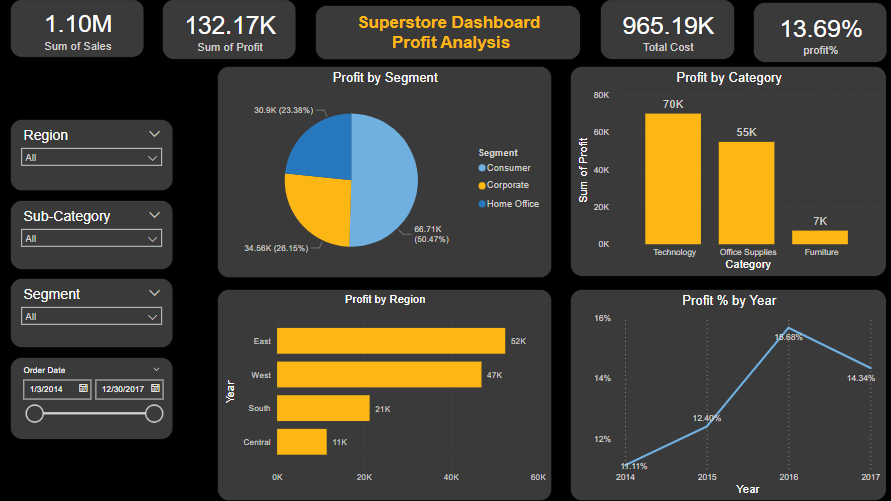 1.10M
Sum of Sales
132.17K
Sum of Profit
Superstore Dashboard
Profit Analysis
965.19K
Total Cost
13.69%
profit%
Region
All
Sub-Category
All
Segment
All
Order Date
1/3/2014
12/30/2017
Profit by Segment
30.9K (23.38%)
34.56K (26.15%)
66.71K
(50.47%)
Segment
Consumer
Corporate
Home Office
Profit by Category
Sum of Profit
80K
60K
40K
20K
0K
70K
55K
7K
Technology
Office Supplies
Furniture
Category
Profit by Region
Year
East
52K
West
47K
South
21K
Central
11K
0K
20K
40K
60K
Profit % by Year
16%
14%
12%
11.11%
12.40%
15.68%
14.34%
2014
2015
2016
2017
Year